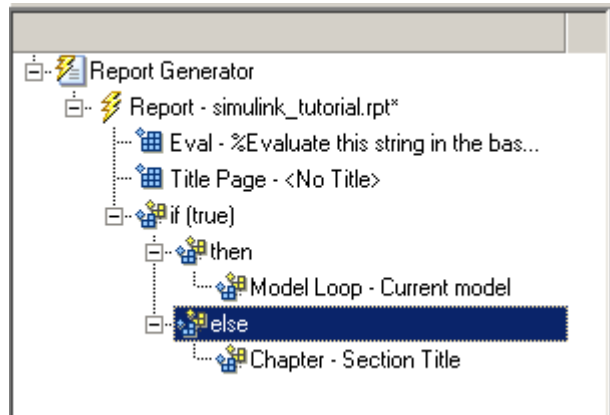 Report Generator
Report - simulink_tutorial.rpt*
Eval - %Evaluate this string in the bas...
Title Page - <No Title>
if (true)
then
Model Loop - Current model
else
Chapter - Section Title